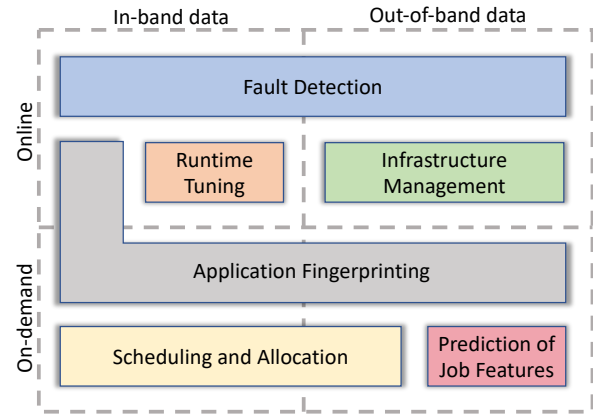 In-band data
Out-of-band data
Online
Fault Detection
Runtime
Tuning
Infrastructure
Management
On-demand
Application Fingerprinting
Scheduling and Allocation
Prediction of
Job Features